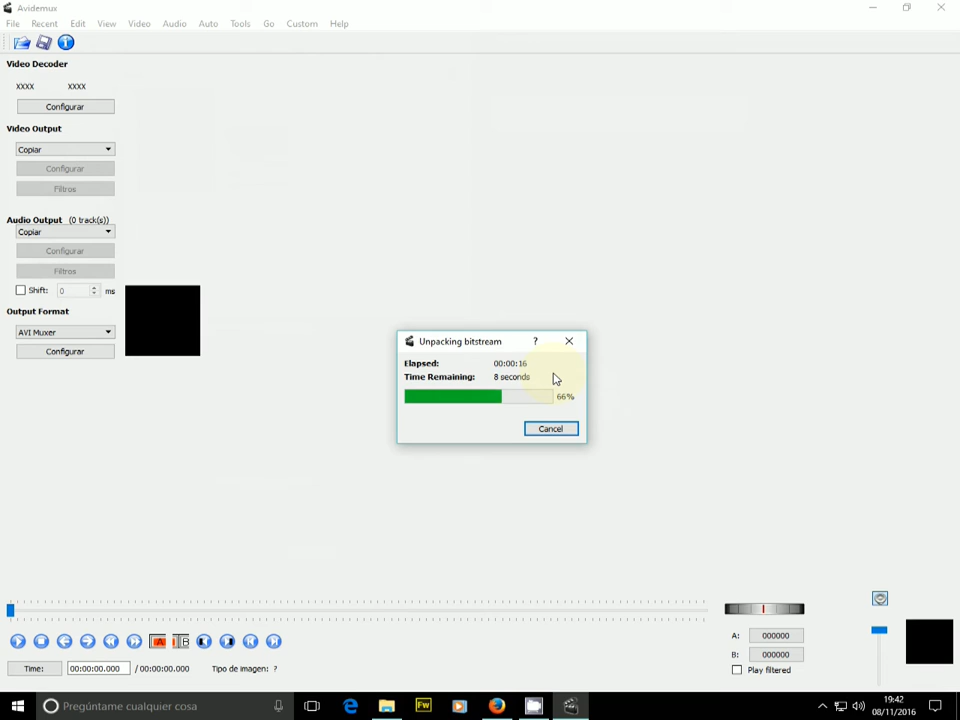 Avidemux
File Recent Edit View Video Audio Auto Tools Go Custom Help
Video Decoder
XXXX XXXX
Configurar
Video Output
Copiar
Configurar
Filtros
Audio Output (0 track(s))
Copiar
Configurar
Filtros
Shift: 0 ms
Output Format
AVI Muxer
Configurar
Unpacking bitstream ?
Elapsed: 00:00:16
Time Remaining: 8 seconds
66%
Cancel
A B
A: 000000
B: 000000
Play filtered
Time: 00:00:00.000 / 00:00:00.000 Tipo de imagen: ?
Pregúntame cualquier cosa
Fw
19:42
08/11/2016